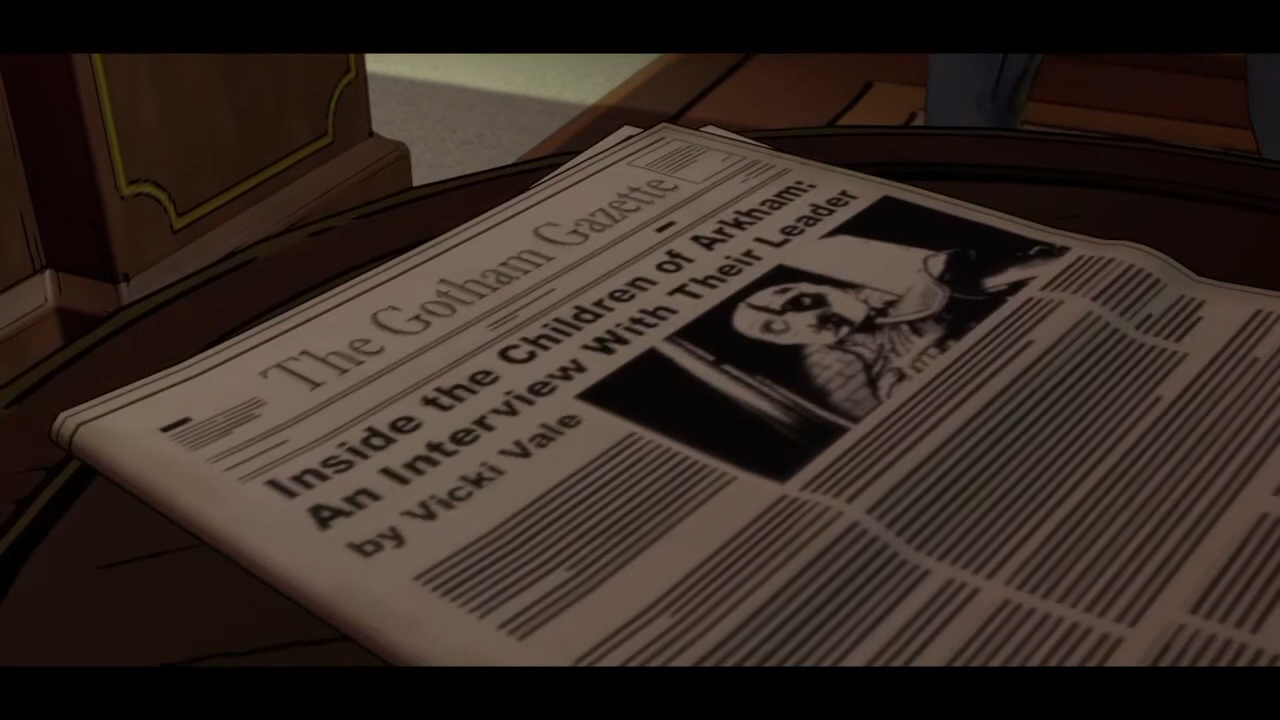 The Gotham Gazette
Inside the Children of Arkham:
An Interview With Their Leader
by Vicki Vale